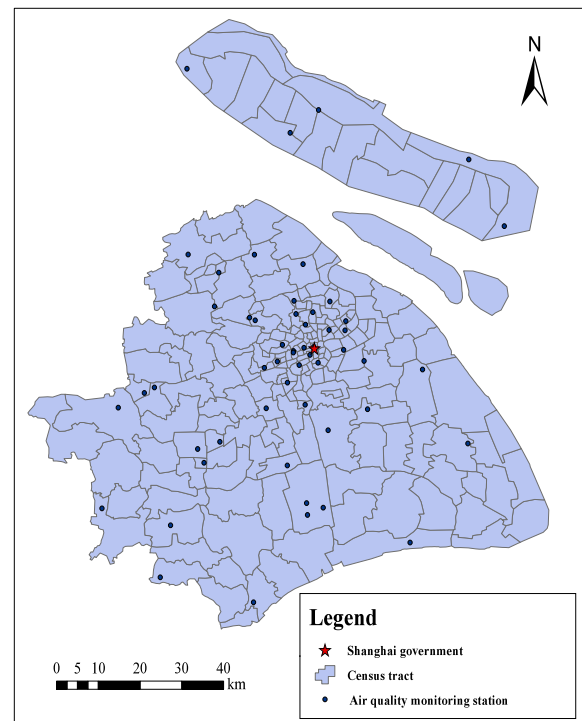 N
Legend
Shanghai government
Census tract
Air quality monitoring station
0 5 10 20 30 40
km